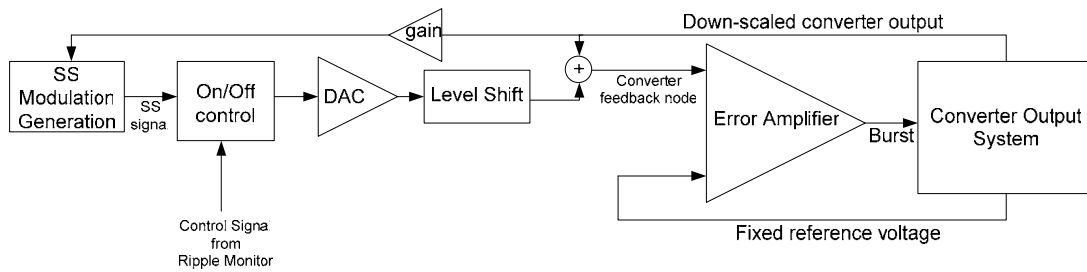 Down-scaled converter output
gain
SS
Modulation
Generation
SS
signa
On/Off
control
DAC
Level Shift
+
Converter
feedback node
Error Amplifier
Burst
Converter Output
System
Control Signal
from
Ripple Monitor
Fixed reference voltage